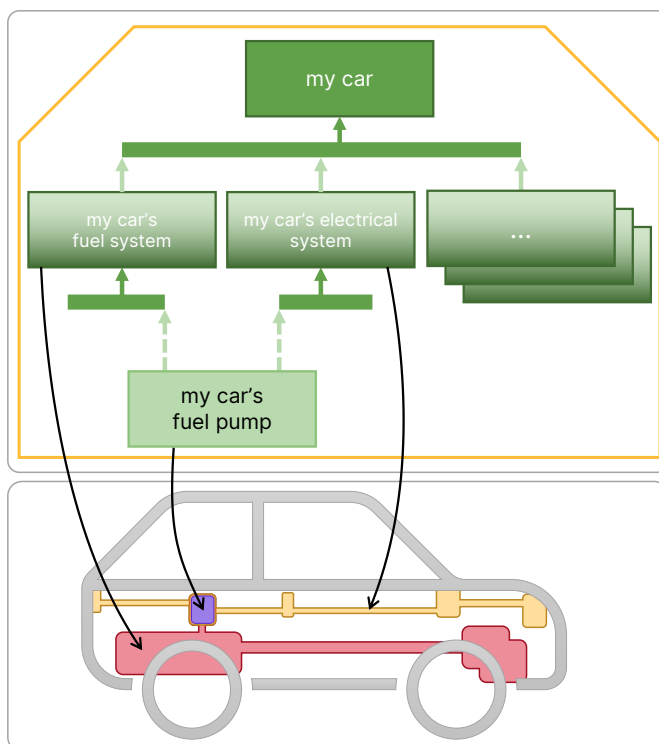 my car
my car's
fuel system
my car's electrical
system
...
my car’s
fuel pump